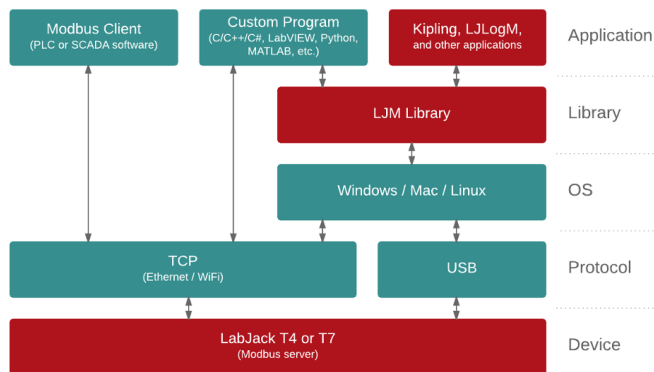 Modbus Client
(PLC or SCADA software)
Custom Program
(C/C++/C#, LabVIEW, Python,
MATLAB, etc.)
Kipling, LJLogM,
and other applications
Application
LJM Library
Library
Windows / Mac / Linux
OS
TCP
(Ethernet / WiFi)
USB
Protocol
LabJack T4 or T7
(Modbus server)
Device